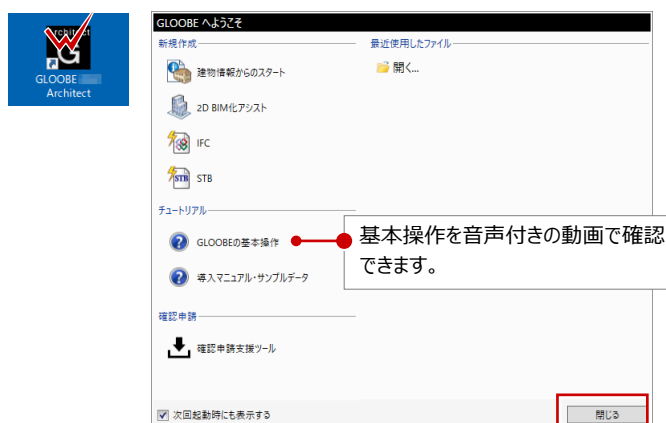 Architect
G
GLOOBE
Architect
GLOOBE へようこそ
新規作成
建物情報からのスタート
2D BIM化アシスト
IFC
STB
STB
チュートリアル
?
GLOOBEの基本操作
?
導入マニュアル・サンプルデータ
確認申請
確認申請支援ツール
次回起動時にも表示する
最近使用したファイル
開く...
基本操作を音声付きの動画で確認
できます。
閉じる